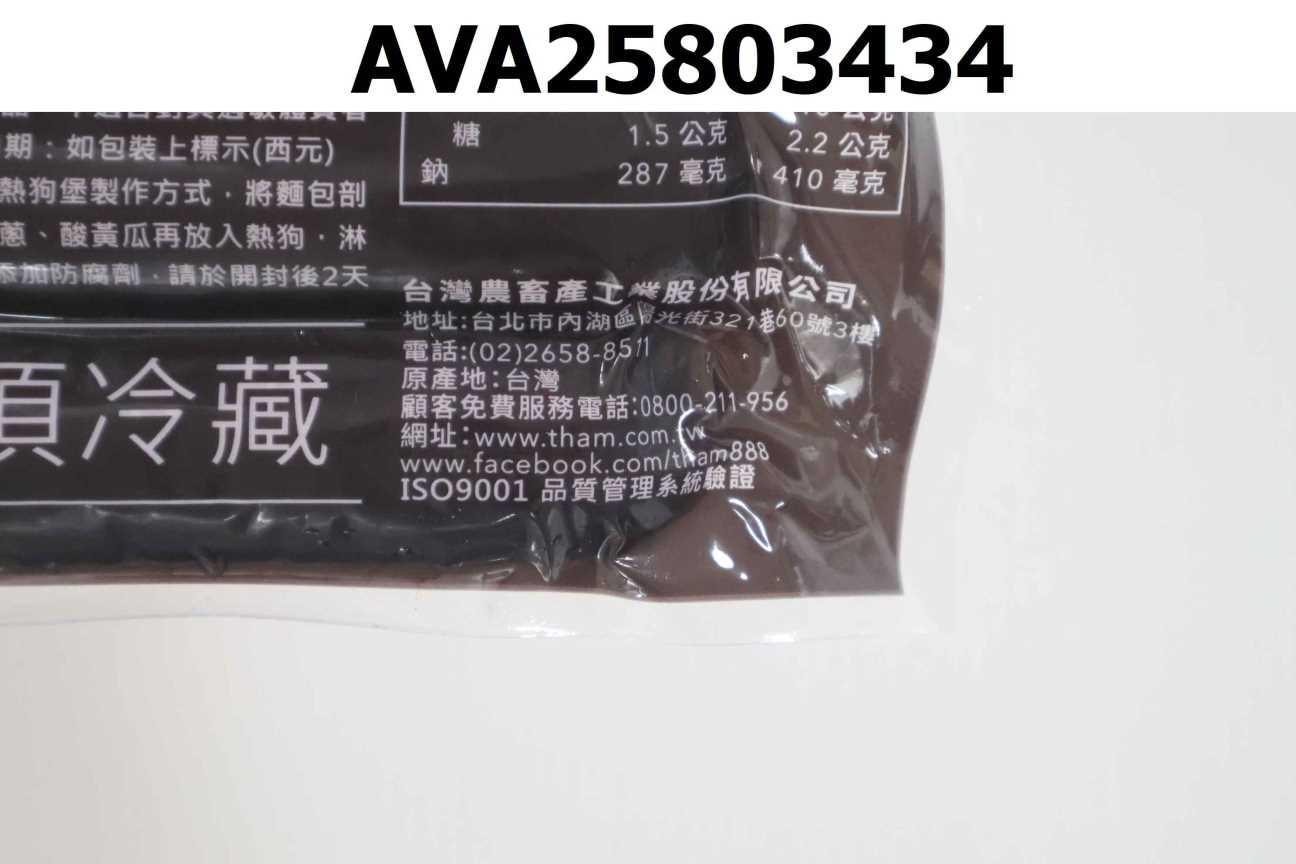 AVA25803434
期：如包裝上標示(西元)
熱狗堡製作方式，將麵包剖
蔥、酸黃瓜再放入熱狗，淋
添加防腐劑，請於開封後2天
須冷藏
糖 1.5 公克 2.2 公克
鈉 287 毫克 410 毫克
台灣農畜產工業股份有限公司
地址:台北市內湖區陽光街321巷60號3樓
電話:(02)2658-8511
原產地:台灣
顧客免費服務電話:0800-211-956
網址:www.tham.com.tw
www.facebook.com/tham888
ISO9001 品質管理系統驗證